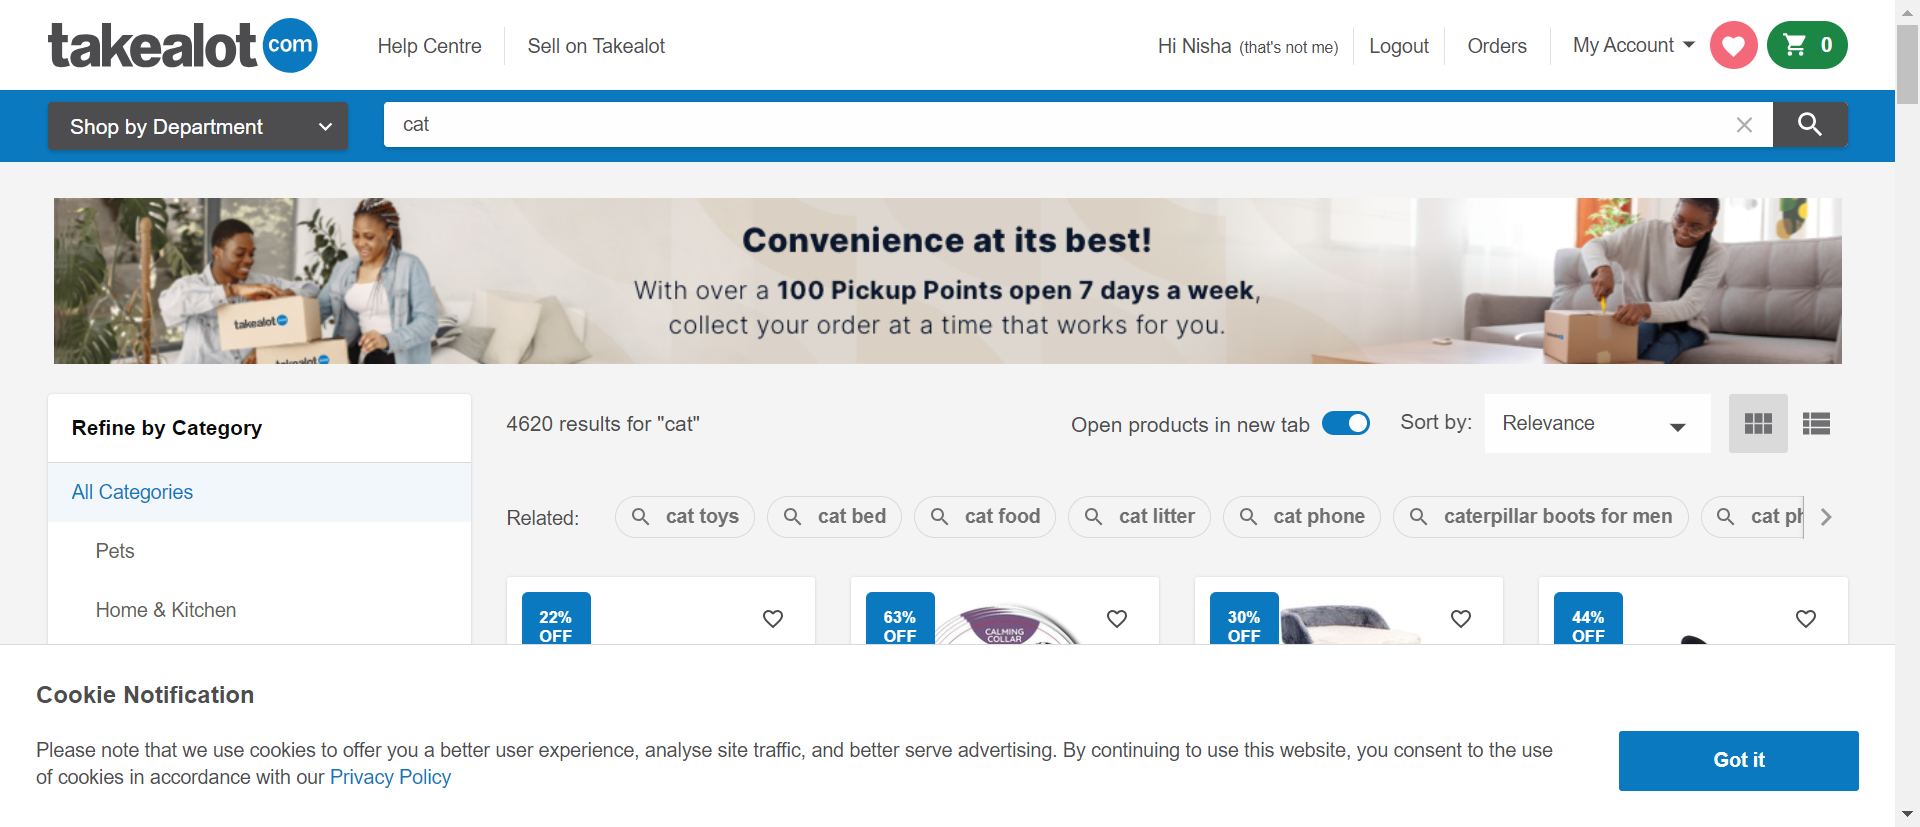 takealot com
Help Centre
Sell on Takealot
Hi Nisha (that's not me)
Logout
Orders
My Account
0
Shop by Department
cat
Convenience at its best!
With over a 100 Pickup Points open 7 days a week,
collect your order at a time that works for you.
takealot com
takealot com
Refine by Category
All Categories
Pets
Home & Kitchen
4620 results for "cat"
Open products in new tab
Sort by:
Relevance
Related:
cat toys
cat bed
cat food
cat litter
cat phone
caterpillar boots for men
cat ph
22%
OFF
63%
OFF
CALMING
COLLAR
30%
OFF
44%
OFF
Cookie Notification
Please note that we use cookies to offer you a better user experience, analyse site traffic, and better serve advertising. By continuing to use this website, you consent to the use
of cookies in accordance with our Privacy Policy
Got it